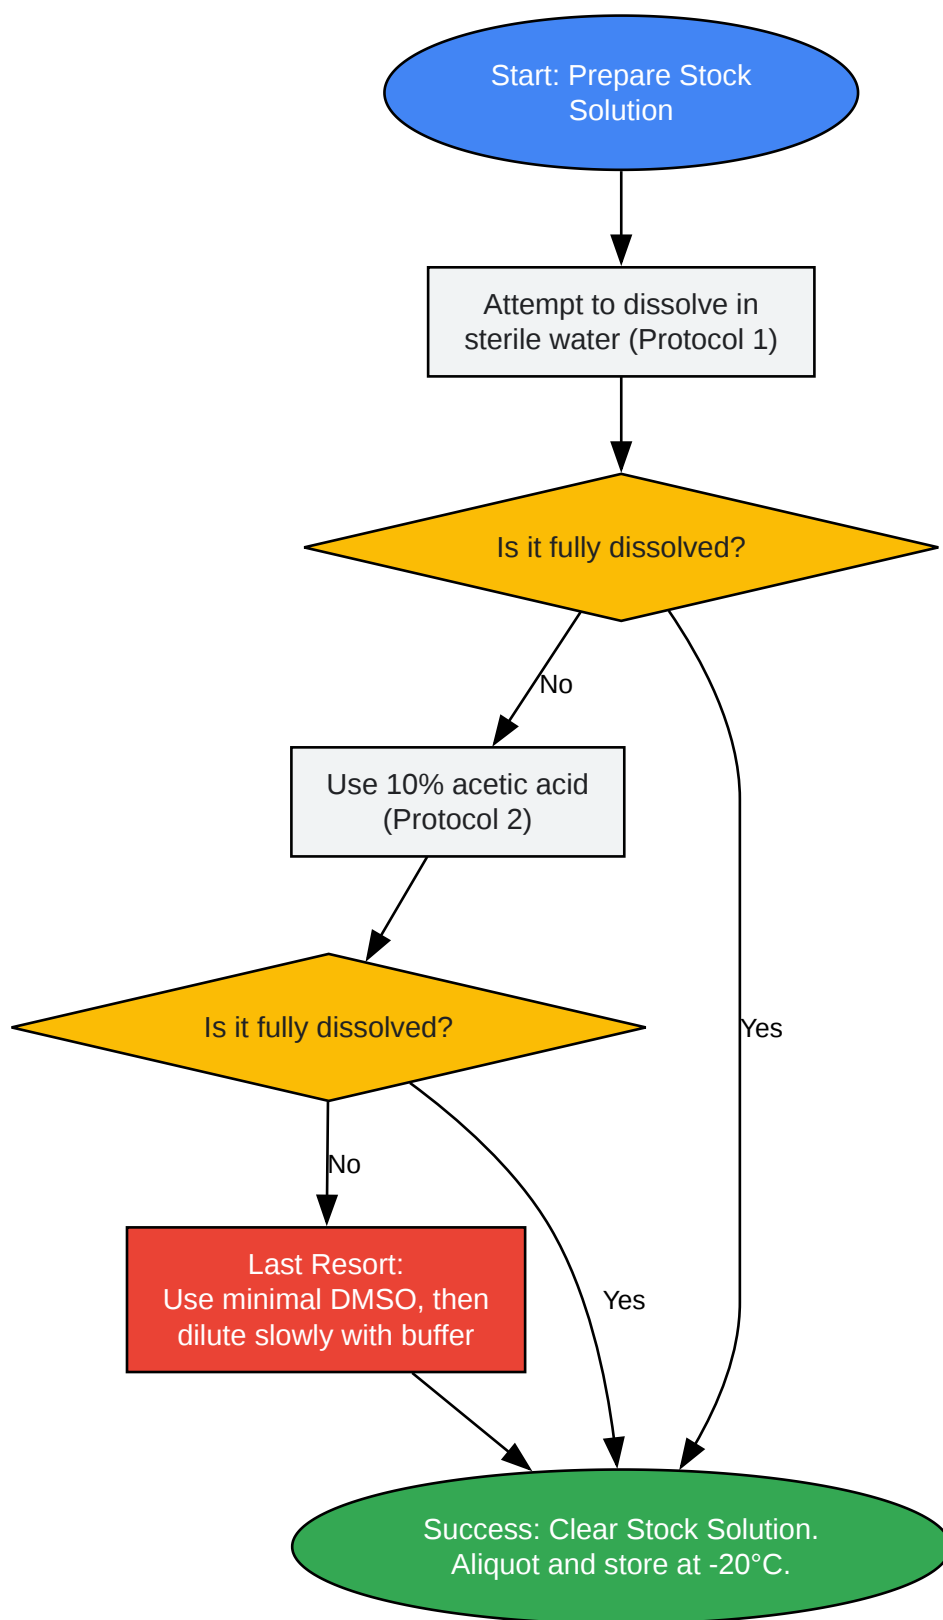 Start: Prepare Stock
Solution
Attempt to dissolve in
sterile water (Protocol 1)
Is it fully dissolved?
No
Use 10% acetic acid
(Protocol 2)
Is it fully dissolved?
Yes
No
Last Resort:
Use minimal DMSO, then
dilute slowly with buffer
Yes
Success: Clear Stock Solution.
Aliquot and store at -20°C.